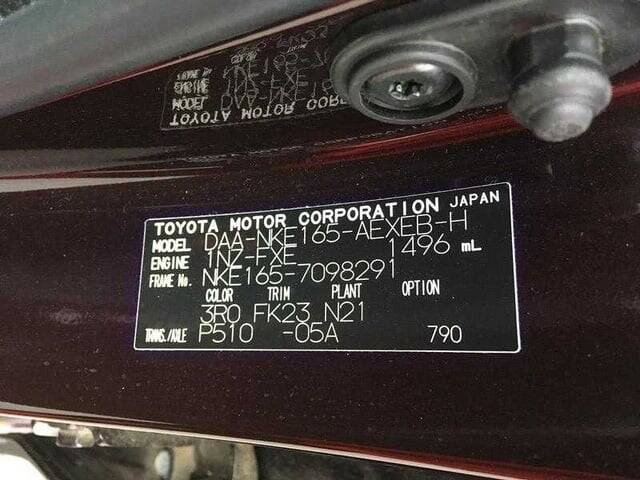 TOYOTA MOTOR CORPORATION JAPAN
MODEL DAA-NKE165-AEXEB-H
ENGINE 1NZ-FXE 1496 mL
FRAME No. NKE165-7098291
COLOR TRIM PLANT OPTION
3R0 FK23 N21
TRNS./AXLE P510 -05A 790